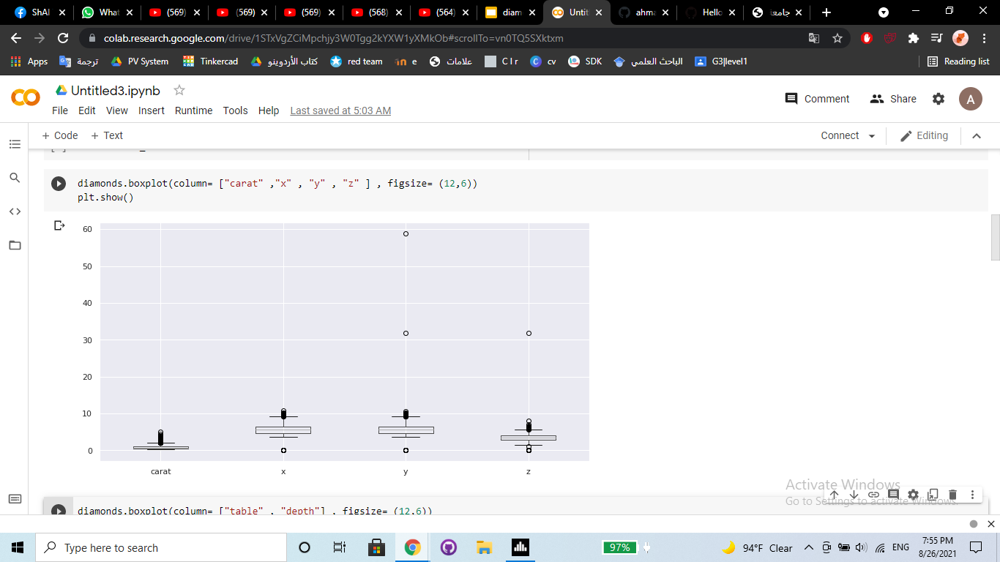 ShAl
What
(569)
(569)
(569)
(568)
(564)
diam
Untit
ahma
Hello
جامعة
colab.research.google.com/drive/1STxVgZCiMpchjy3W0Tgg2kYXW1yXMkOb#scrollTo=vn0TQ5SXktxm
Apps
ترجمة
PV System
Tinkercad
كتاب الأردوينو
red team
in e
علامات
C I r
cv
SDK
الباحث العلمي
G3|level1
Reading list
Untitled3.ipynb
Comment
Share
A
File Edit View Insert Runtime Tools Help Last saved at 5:03 AM
+ Code + Text
Connect
Editing
diamonds.boxplot(column= ["carat" ,"x" , "y" , "z" ] , figsize= (12,6))
plt.show()
60
50
40
30
20
10
0
carat x y z
Activate Windows
Go to Settings to activate Windows.
diamonds.boxplot(column= ["table" , "depth"] , figsize= (12,6))
Type here to search
97%
94°F Clear
ENG
7:55 PM
8/26/2021